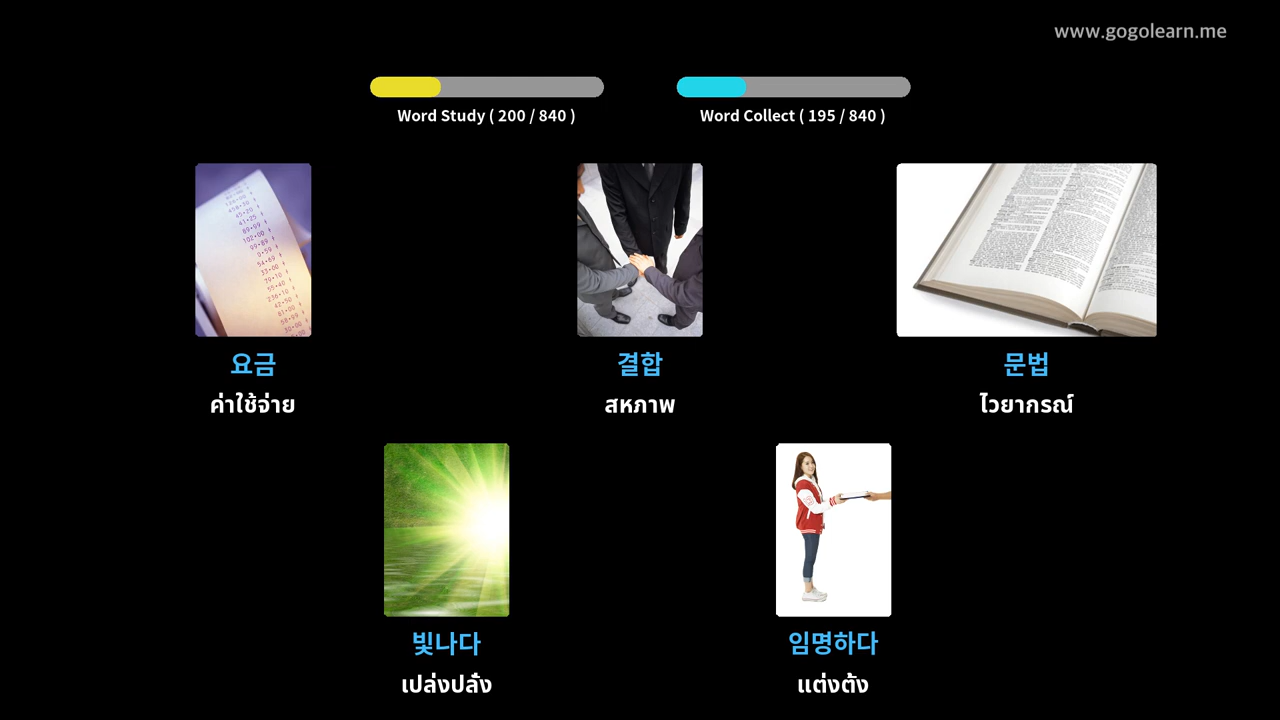 www.gogolearn.me
Word Study ( 200 / 840 )
Word Collect ( 195 / 840 )
요금
ค่าใช้จ่าย
결합
สหภาพ
문법
ไวยากรณ์
빛나다
เปล่งปลั่ง
임명하다
แต่งตั้ง